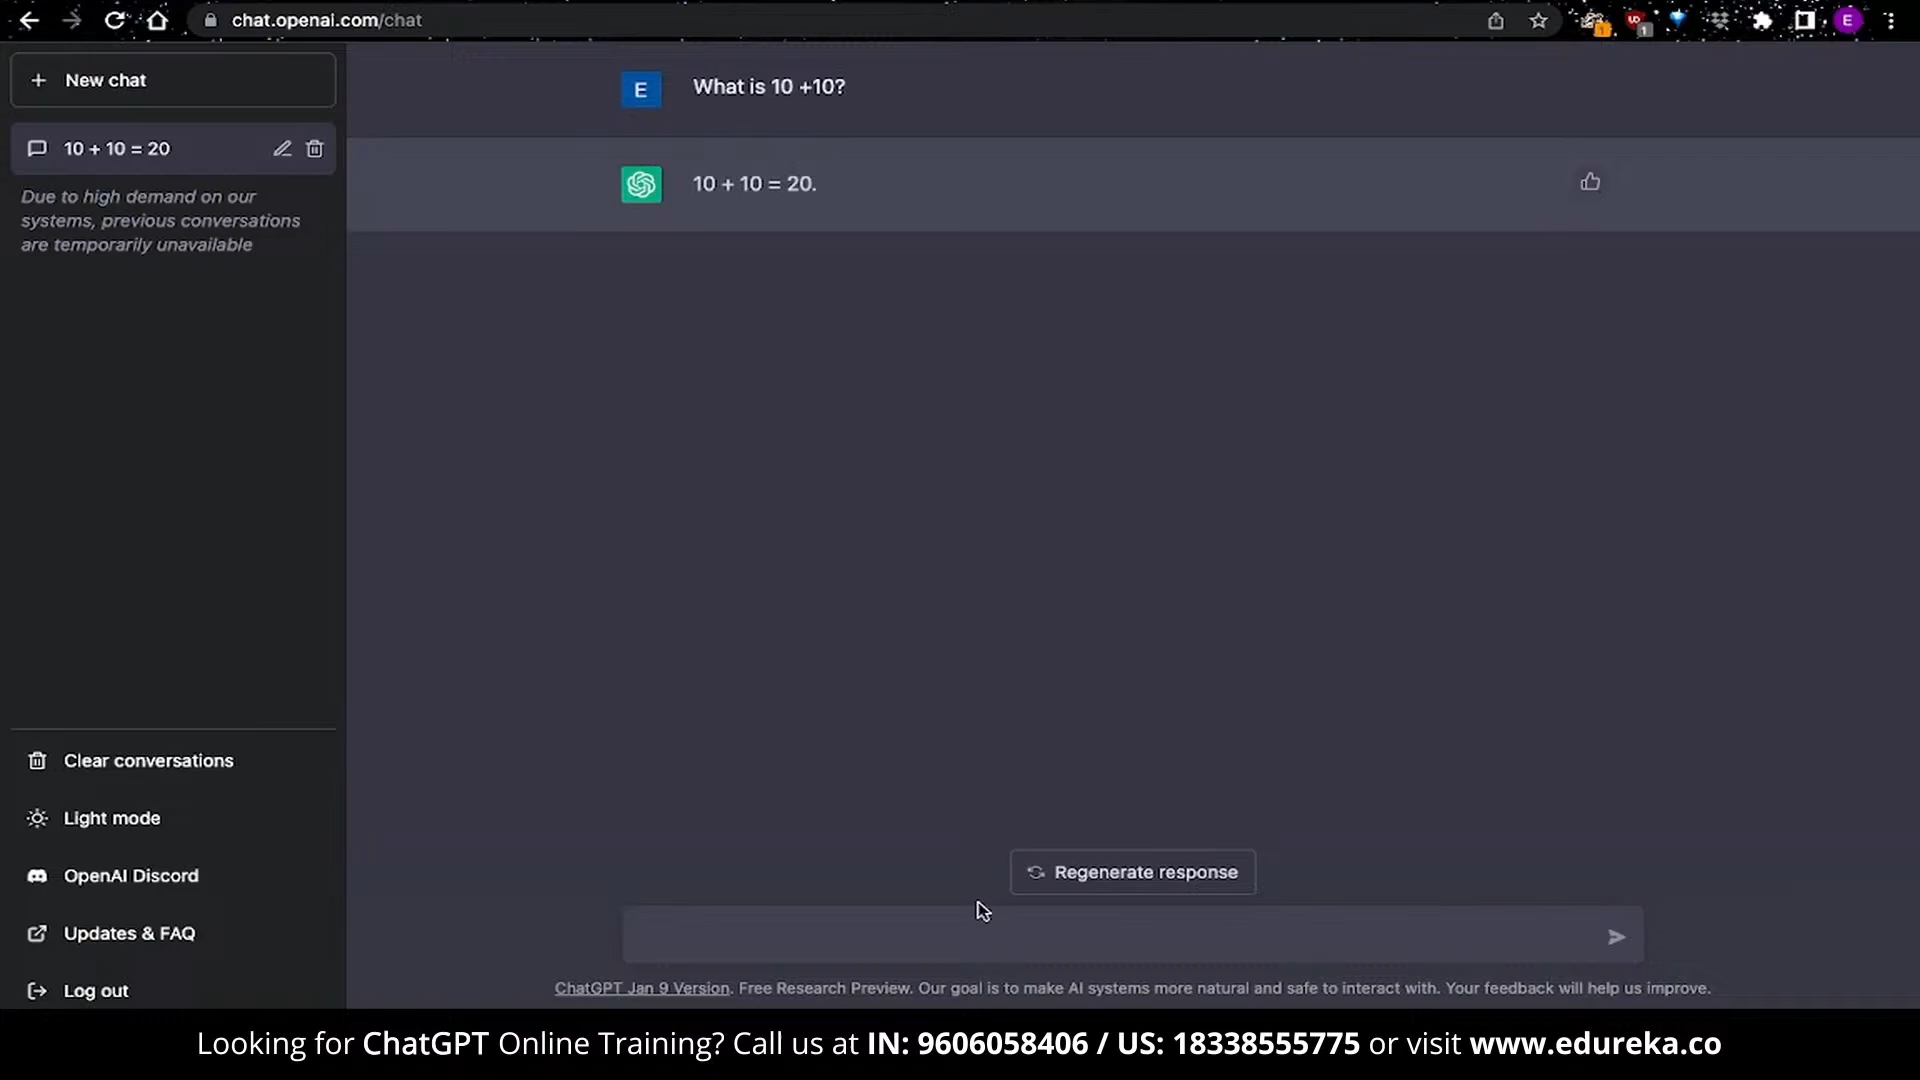 chat.openai.com/chat
E
New chat
10 + 10 = 20
Due to high demand on our
systems, previous conversations
are temporarily unavailable
E
What is 10 +10?
10 + 10 = 20.
Clear conversations
Light mode
OpenAI Discord
Updates & FAQ
Log out
Regenerate response
ChatGPT Jan 9 Version. Free Research Preview. Our goal is to make AI systems more natural and safe to interact with. Your feedback will help us improve.
Looking for ChatGPT Online Training? Call us at IN: 9606058406 / US: 18338555775 or visit www.edureka.co